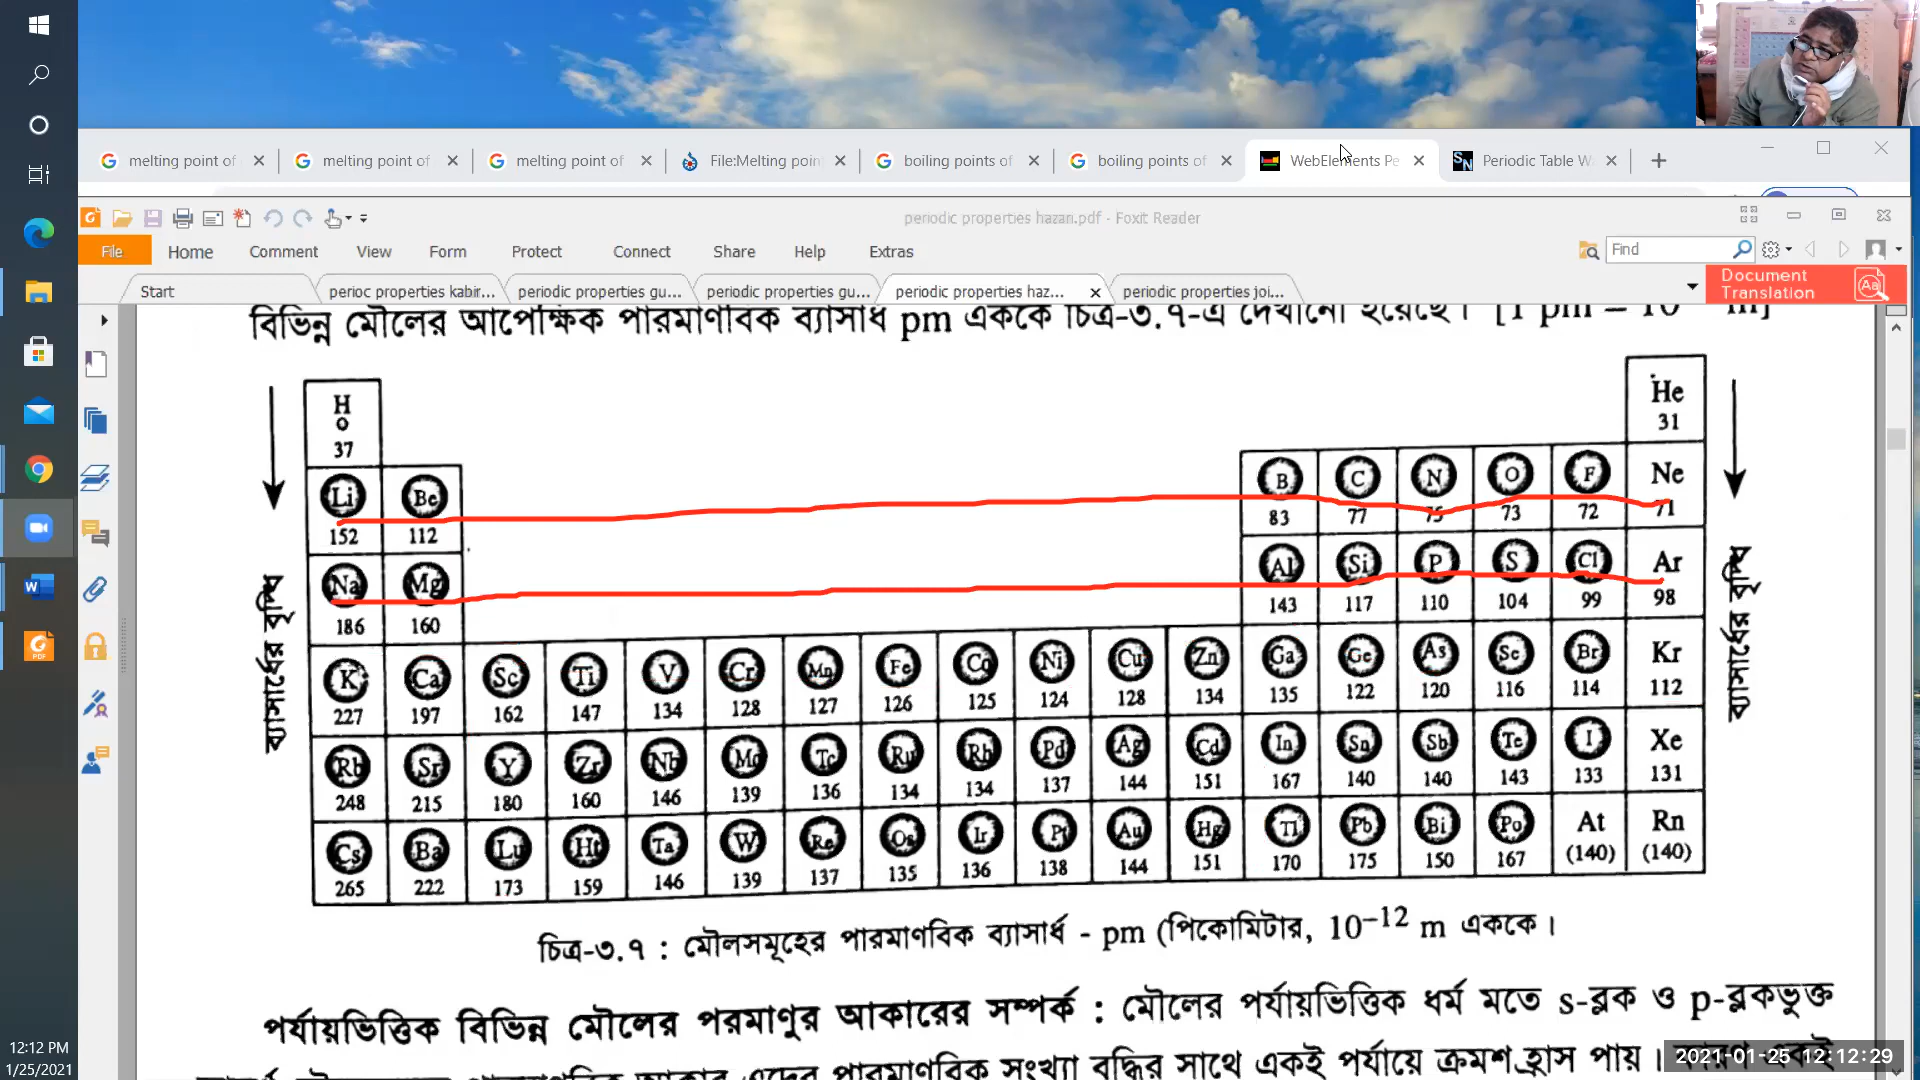 melting point of
melting point of
melting point of
File:Melting poin
boiling points of
boiling points of
WebElements Pe
Periodic Table W
periodic properties hazari.pdf - Foxit Reader
File Home Comment View Form Protect Connect Share Help Extras
Find
Document
Translation
Start
perioc properties kabir...
periodic properties gu...
periodic properties gu...
periodic properties haz...
periodic properties joi...
বিভিন্ন মৌলের আপেক্ষিক পারমাণবিক ব্যাসার্ধ pm এককে চিত্র-৩.৭-এ দেখানো হয়েছে। [1 pm = 10
H He
37 31
Li Be B C N O F Ne
152 112 83 77 75 73 72 71
Na Mg Al Si P S Cl Ar
186 160 143 117 110 104 99 98
K Ca Sc Ti V Cr Mn Fe Co Ni Cu Zn Ga Ge As Se Br Kr
227 197 162 147 134 128 127 126 125 124 128 134 135 122 120 116 114 112
Rb Sr Y Zr Nb Mo Tc Ru Rh Pd Ag Cd In Sn Sb Te I Xe
248 215 180 160 146 139 136 134 134 137 144 151 167 140 140 143 133 131
Cs Ba Lu Hf Ta W Re Os Ir Pt Au Hg Tl Pb Bi Po At Rn
265 222 173 159 146 139 137 135 136 138 144 151 170 175 150 167 (140) (140)
ব্যাসার্ধের বৃদ্ধি
ব্যাসার্ধের বৃদ্ধি
চিত্র-৩.৭ : মৌলসমূহের পারমাণবিক ব্যাসার্ধ - pm (পিকোমিটার, 10⁻¹² m এককে।
পর্যায়ভিত্তিক বিভিন্ন মৌলের পরমাণুর আকারের সম্পর্ক : মৌলের পর্যায়ভিত্তিক ধর্ম মতে s-ব্লক ও p-ব্লকভুক্ত
পারমাণবিক সংখ্যা বৃদ্ধির সাথে একই পর্যায়ে ক্রমশ হ্রাস পায়। কারণ একই
2021-01-25 12:12:29
12:12 PM
1/25/2021